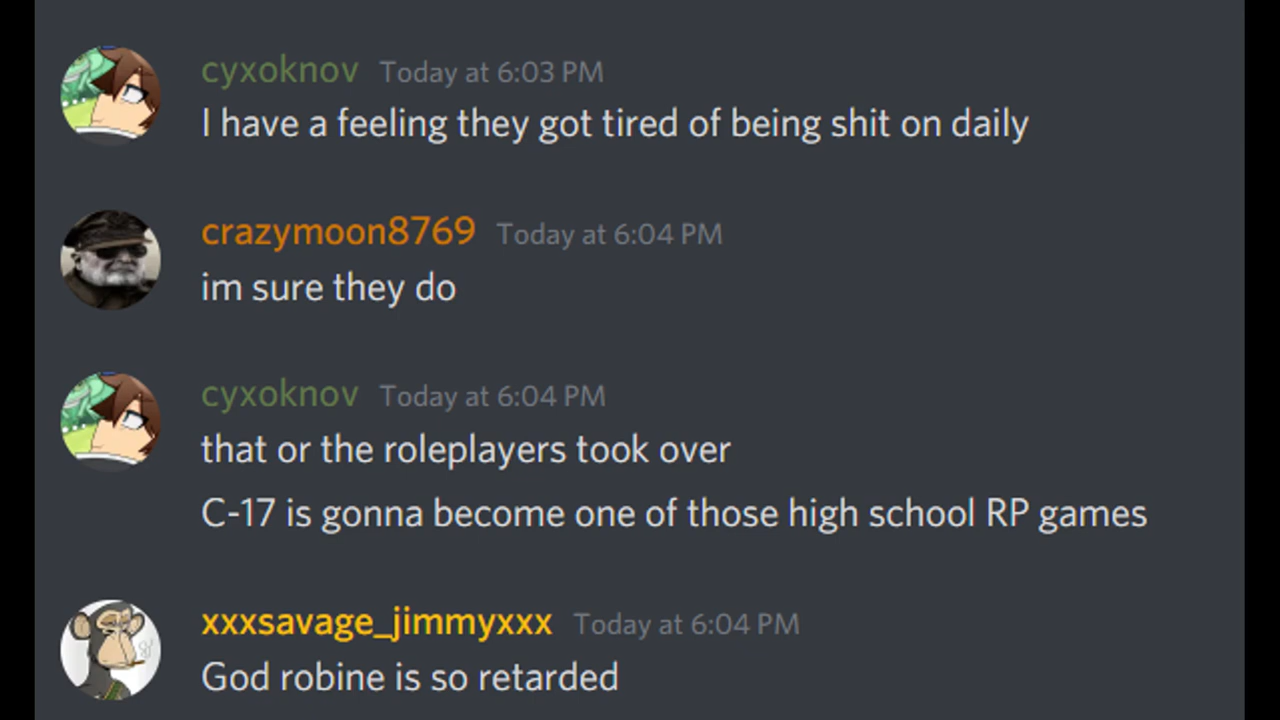 cyxoknov Today at 6:03 PM
I have a feeling they got tired of being shit on daily
crazymoon8769 Today at 6:04 PM
im sure they do
cyxoknov Today at 6:04 PM
that or the roleplayers took over
C-17 is gonna become one of those high school RP games
xxxsavage_jimmyxxx Today at 6:04 PM
God robine is so retarded